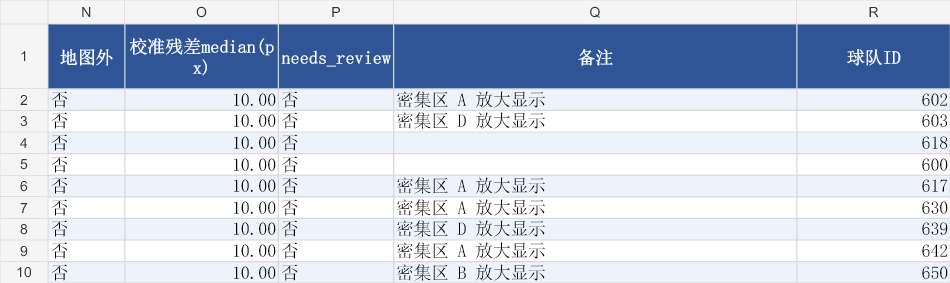 N O P Q R
1 地图外 校准残差median(px) needs_review 备注 球队ID
2 否 10.00 否 密集区 A 放大显示 602
3 否 10.00 否 密集区 D 放大显示 603
4 否 10.00 否 618
5 否 10.00 否 600
6 否 10.00 否 密集区 A 放大显示 617
7 否 10.00 否 密集区 A 放大显示 630
8 否 10.00 否 密集区 D 放大显示 639
9 否 10.00 否 密集区 A 放大显示 642
10 否 10.00 否 密集区 B 放大显示 650